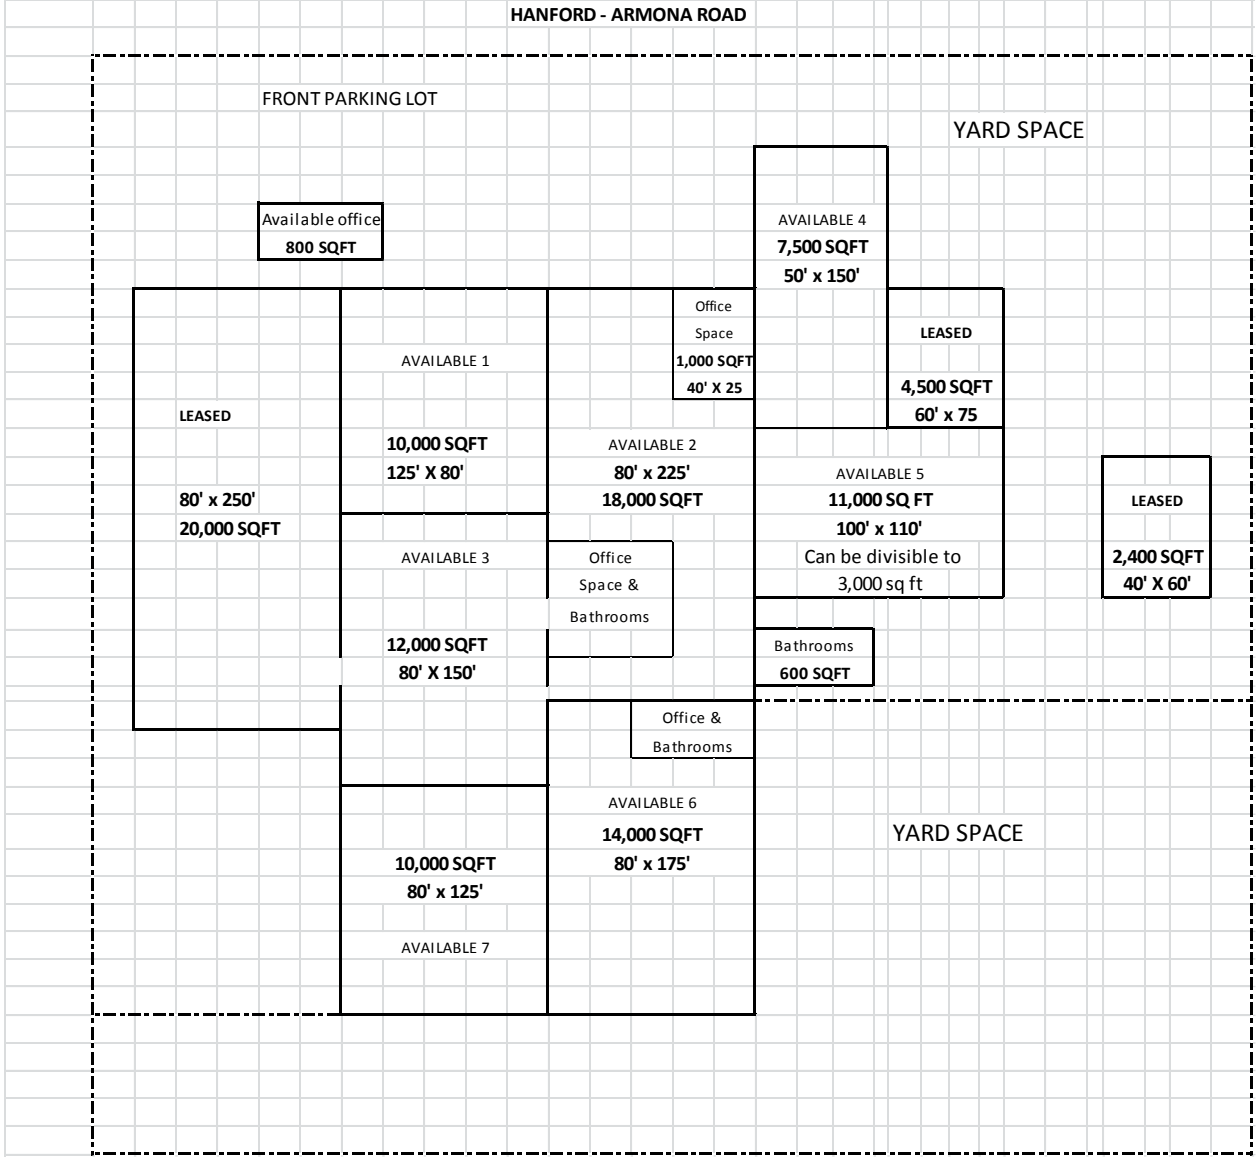 HANFORD - ARMONA ROAD
FRONT PARKING LOT
YARD SPACE
Available office
800 SQFT
AVAILABLE 4
7,500 SQFT
50' x 150'
Office
Space
1,000 SQFT
40' X 25
LEASED
4,500 SQFT
60' x 75
LEASED
80' x 250'
20,000 SQFT
AVAILABLE 1
10,000 SQFT
125' X 80'
AVAILABLE 2
80' x 225'
18,000 SQFT
AVAILABLE 5
11,000 SQ FT
100' x 110'
Can be divisible to
3,000 sq ft
LEASED
2,400 SQFT
40' X 60'
AVAILABLE 3
12,000 SQFT
80' X 150'
Office
Space &
Bathrooms
Bathrooms
600 SQFT
Office &
Bathrooms
AVAILABLE 6
14,000 SQFT
80' x 175'
YARD SPACE
10,000 SQFT
80' x 125'
AVAILABLE 7